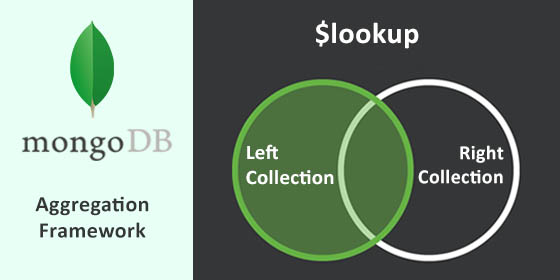 mongoDB
Aggregation
Framework
$lookup
Left
Collection
Right
Collection